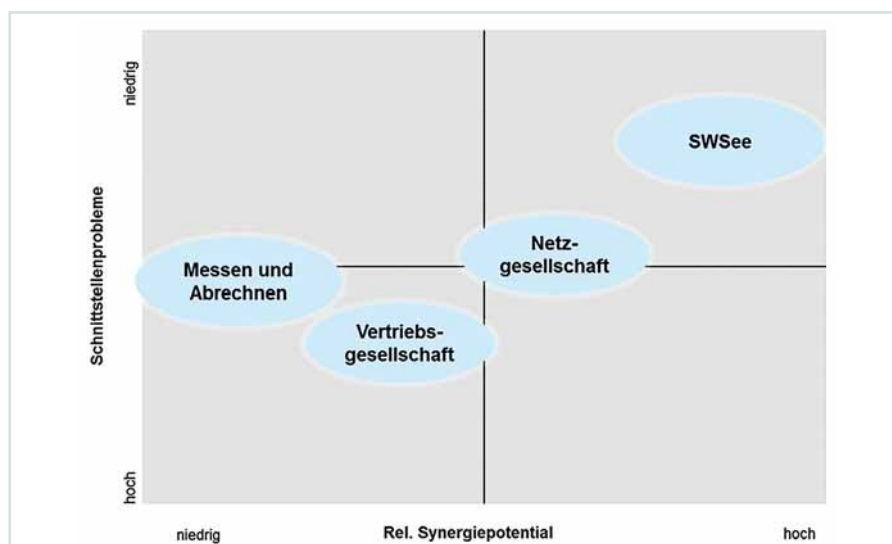 niedrig
SWSee
Netz-
gesellschaft
Messen und
Abrechnen
Vertriebs-
gesellschaft
Schnittstellenprobleme
hoch
niedrig
Rel. Synergiepotential
hoch